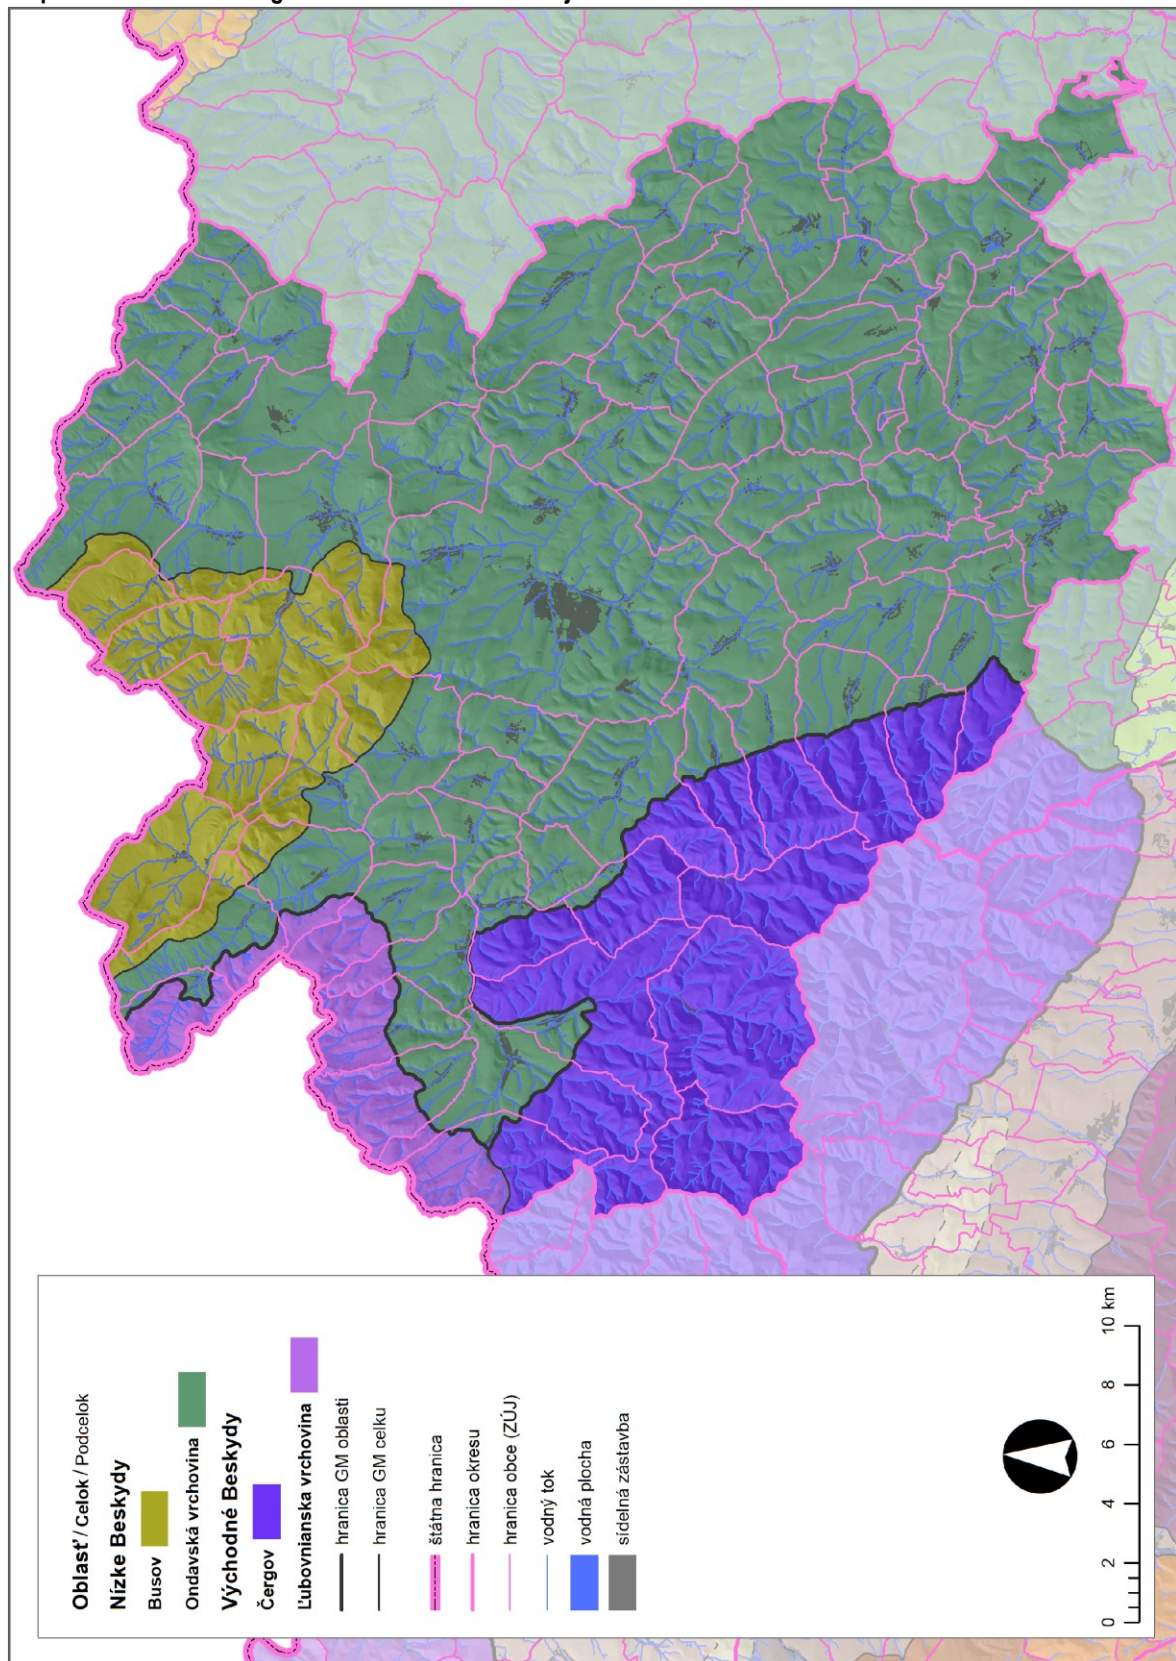 Oblasť / Celok / Podcelok
Nízke Beskydy
Busov
Ondavská vrchovina
Východné Beskydy
Čergov
Ľubovnianska vrchovina
hranica GM oblasti
hranica GM celku
štátna hranica
hranica okresu
hranica obce (ZÚJ)
vodný tok
vodná plocha
sídelná zástavba
0 2 4 6 8 10 km